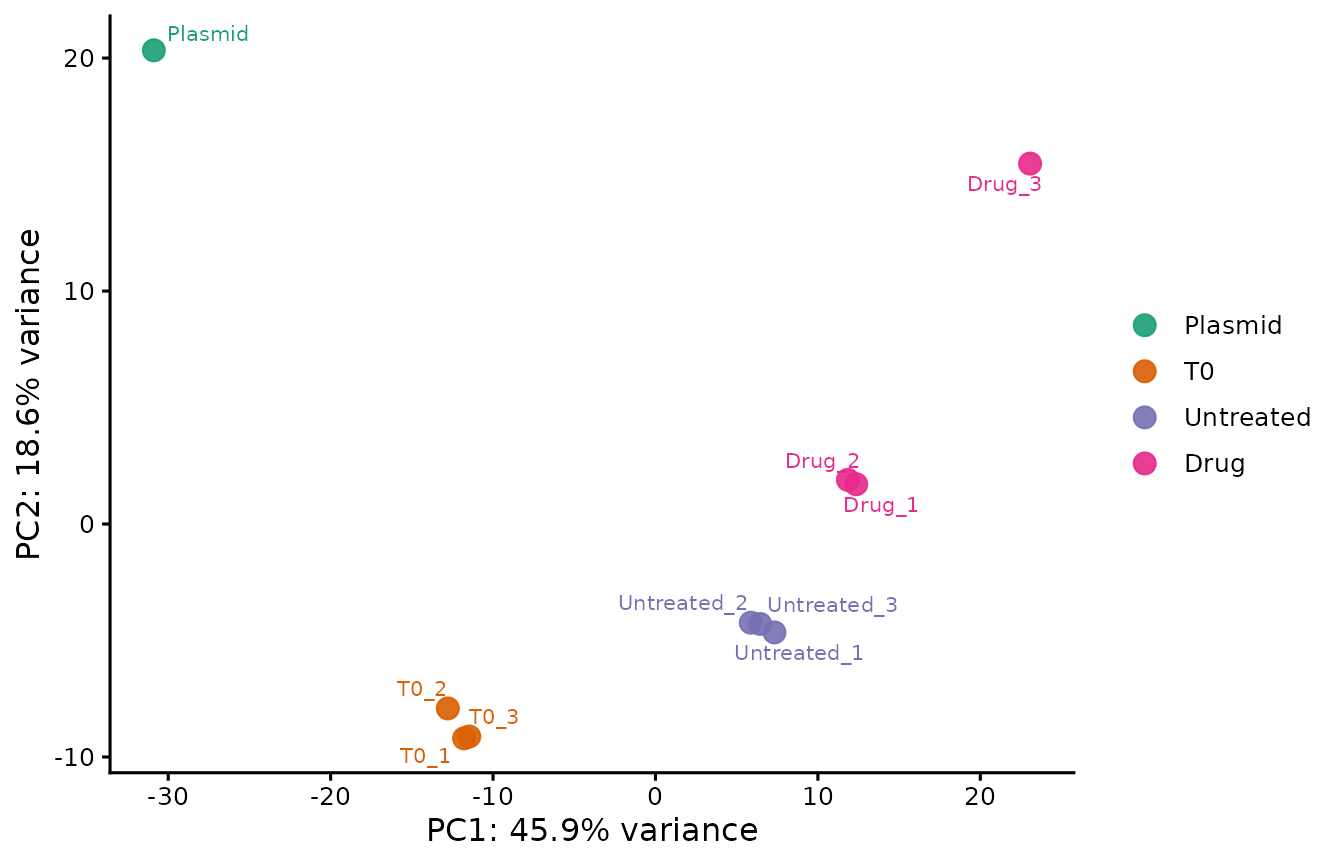 Plasmid
20
Drug_3
10
Plasmid
T0
Untreated
Drug
Drug_2
Drug_1
0
Untreated_2
Untreated_3
Untreated_1
T0_2
T0_3
T0_1
-10
-30
-20
-10
0
10
20
PC1: 45.9% variance
PC2: 18.6% variance